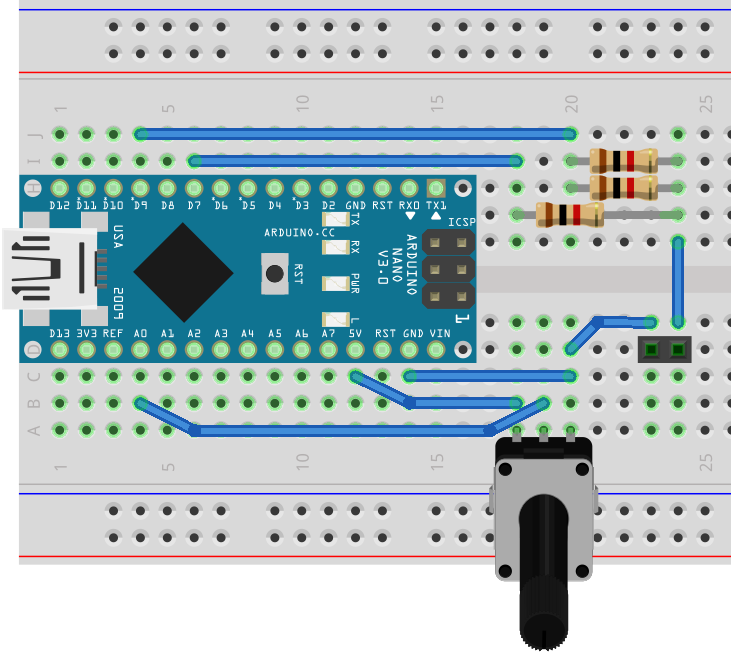 1 5 10 15 20 25
J
I
H
D12 D11 D10 D9 D8 D7 D6 D5 D4 D3 D2 GND RST RX0 TX1
TX
ICSP
ARDUINO.CC
USA
RX
RST
ARDUINO
NANO
V3.0
PWR
2009
L
D13 3V3 REF A0 A1 A2 A3 A4 A5 A6 A7 5V RST GND VIN
D
C
B
A
1 5 10 15 25